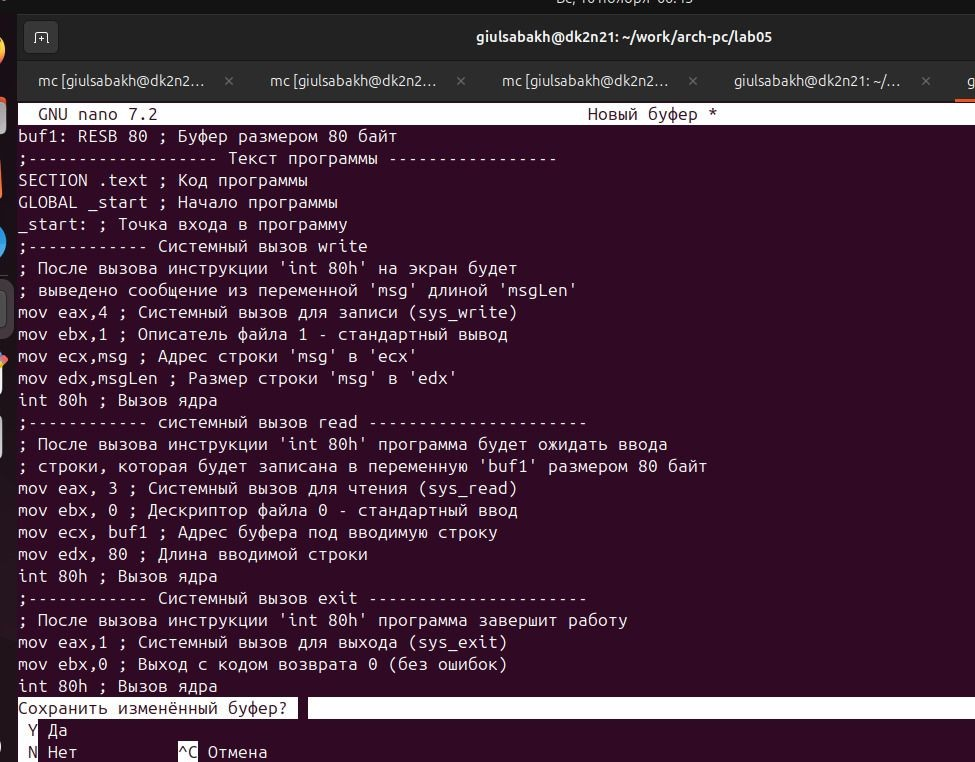 giulsabakh@dk2n21: ~/work/arch-pc/lab05
mc [giulsabakh@dk2n2... × mc [giulsabakh@dk2n2... × mc [giulsabakh@dk2n2... × giulsabakh@dk2n21: ~/... × g
GNU nano 7.2 Новый буфер *
buf1: RESB 80 ; Буфер размером 80 байт
;------------------- Текст программы -----------------
SECTION .text ; Код программы
GLOBAL _start ; Начало программы
_start: ; Точка входа в программу
;------------ Системный вызов write
; После вызова инструкции 'int 80h' на экран будет
; выведено сообщение из переменной 'msg' длиной 'msgLen'
mov eax,4 ; Системный вызов для записи (sys_write)
mov ebx,1 ; Описатель файла 1 - стандартный вывод
mov ecx,msg ; Адрес строки 'msg' в 'ecx'
mov edx,msgLen ; Размер строки 'msg' в 'edx'
int 80h ; Вызов ядра
;------------ системный вызов read ----------------------
; После вызова инструкции 'int 80h' программа будет ожидать ввода
; строки, которая будет записана в переменную 'buf1' размером 80 байт
mov eax, 3 ; Системный вызов для чтения (sys_read)
mov ebx, 0 ; Дескриптор файла 0 - стандартный ввод
mov ecx, buf1 ; Адрес буфера под вводимую строку
mov edx, 80 ; Длина вводимой строки
int 80h ; Вызов ядра
;------------ Системный вызов exit ----------------------
; После вызова инструкции 'int 80h' программа завершит работу
mov eax,1 ; Системный вызов для выхода (sys_exit)
mov ebx,0 ; Выход с кодом возврата 0 (без ошибок)
int 80h ; Вызов ядра
Сохранить изменённый буфер?
Y Да
N Нет ^C Отмена